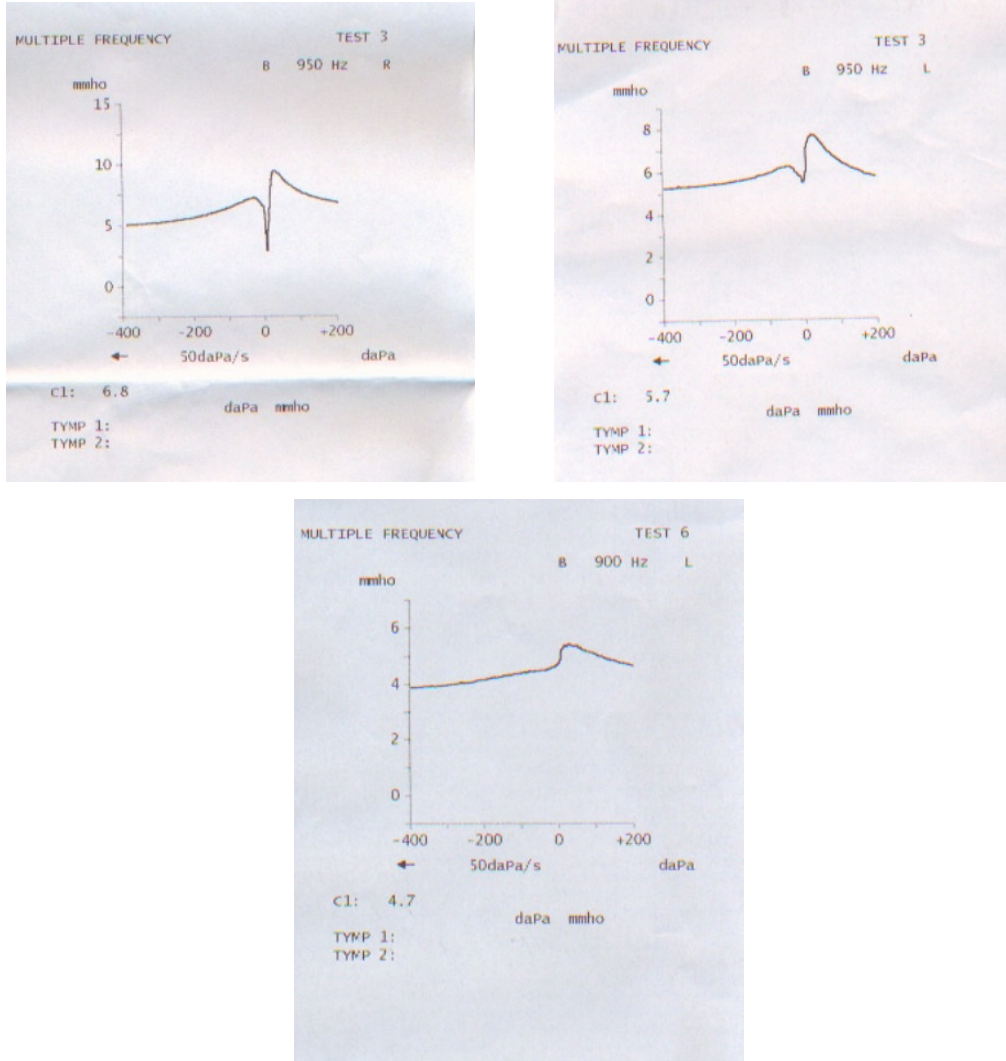 MULTIPLE FREQUENCY TEST 3
B 950 Hz R
mmho
15
10
5
0
-400 -200 0 +200
← 50daPa/s daPa
C1: 6.8
daPa mmho
TYMP 1:
TYMP 2:
MULTIPLE FREQUENCY TEST 3
B 950 Hz L
mmho
8
6
4
2
0
-400 -200 0 +200
← 50daPa/s daPa
C1: 5.7
daPa mmho
TYMP 1:
TYMP 2:
MULTIPLE FREQUENCY TEST 6
B 900 Hz L
mmho
6
4
2
0
-400 -200 0 +200
← 50daPa/s daPa
C1: 4.7
daPa mmho
TYMP 1:
TYMP 2: